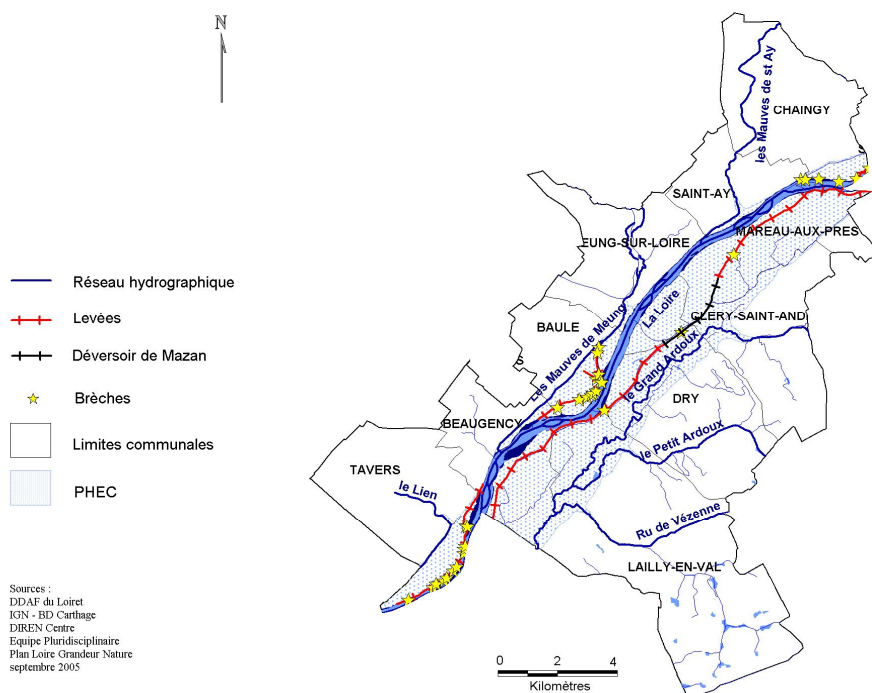 N
les Mauves de st Ay
CHAINGY
SAINT-AY
MAREAU-AUX-PRES
EUNG-SUR-LOIRE
La Loire
CLERY-SAINT-AND
BAULE
Les Mauves de Meung
le Grand Ardoux
DRY
BEAUGENCY
le Petit Ardoux
TAVERS
le Lien
Ru de Vézenne
LAILLY-EN-VAL
Réseau hydrographique
Levées
Déversoir de Mazan
Brèches
Limites communales
PHEC
Sources :
DDAF du Loiret
IGN - BD Carthage
DIREN Centre
Equipe Pluridisciplinaire
Plan Loire Grandeur Nature
septembre 2005
0 2 4
Kilomètres